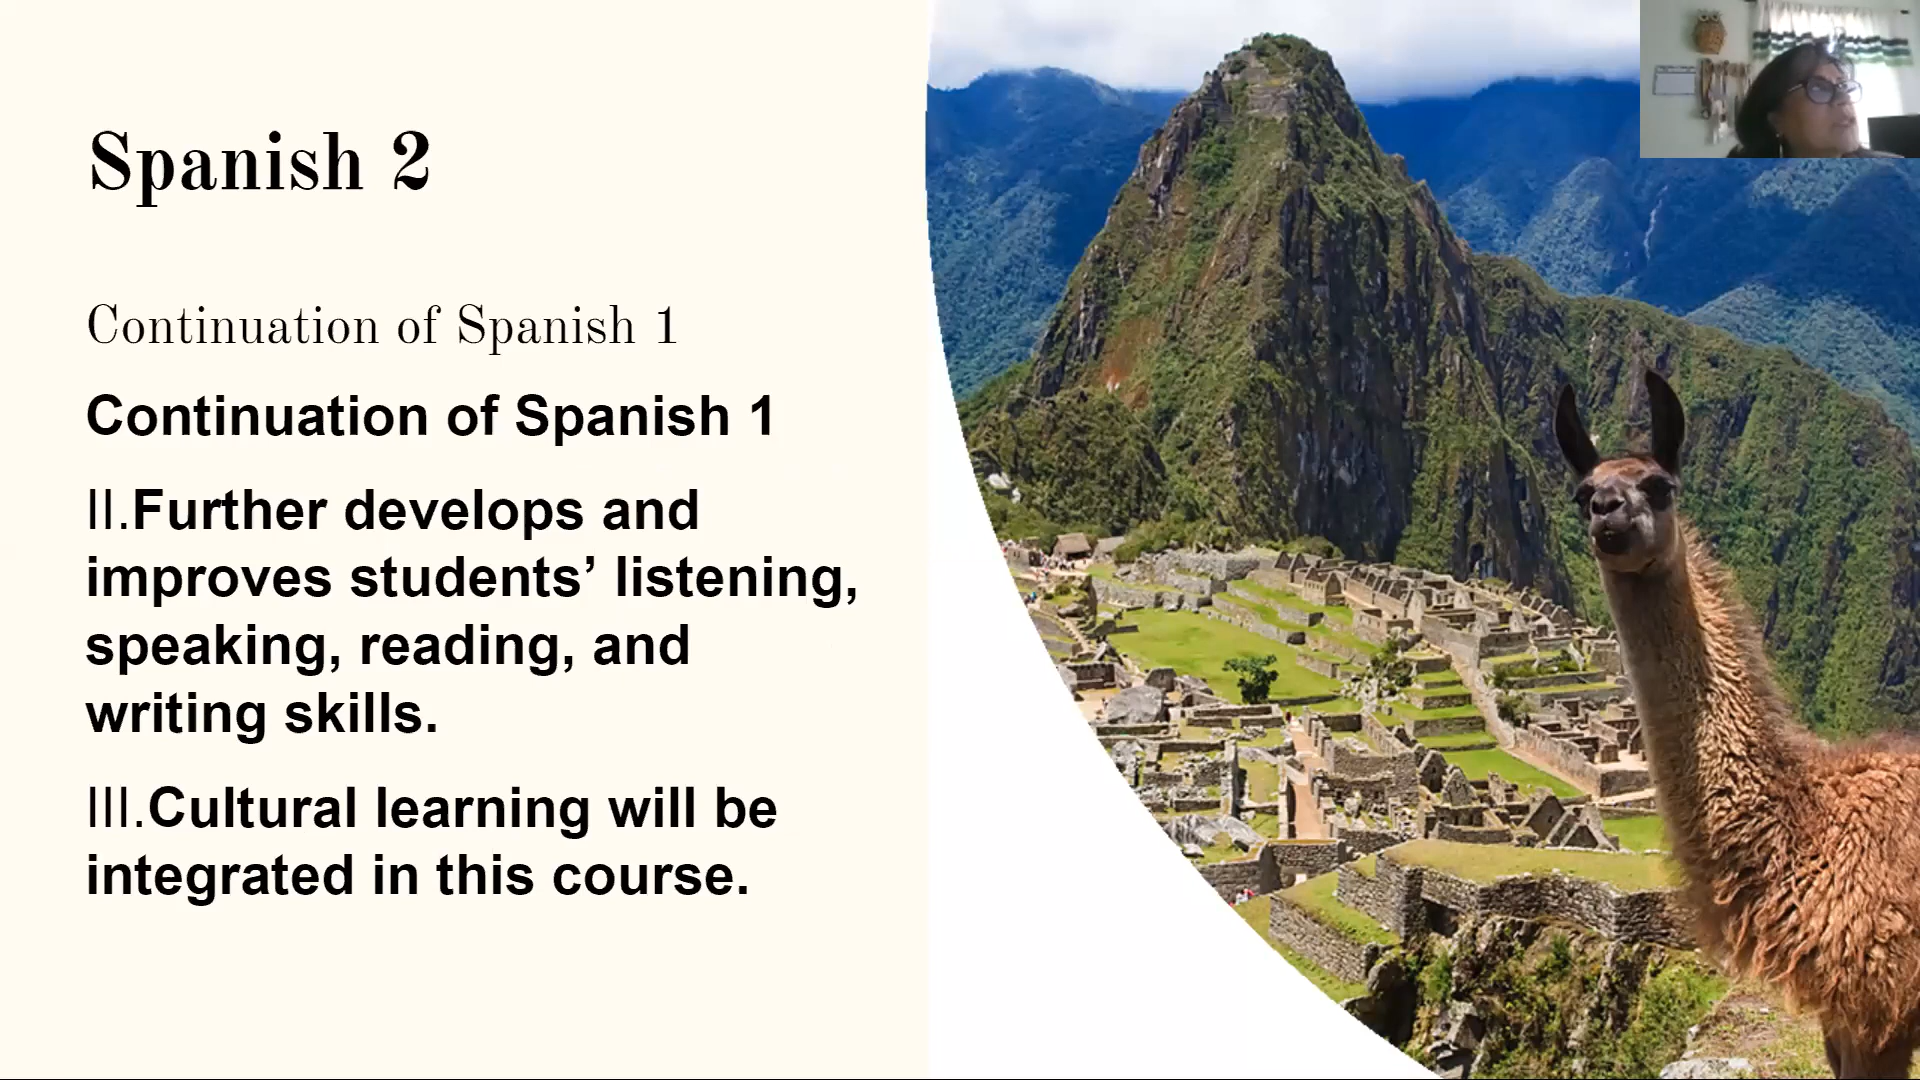 Spanish 2
Continuation of Spanish 1
Continuation of Spanish 1
II.Further develops and
improves students’ listening,
speaking, reading, and
writing skills.
III.Cultural learning will be
integrated in this course.